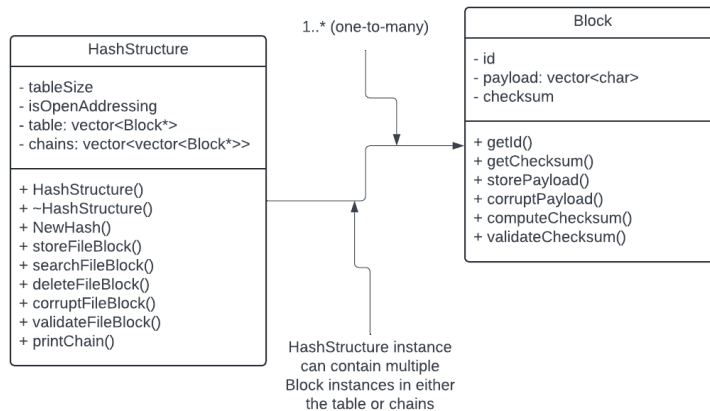 HashStructure
- tableSize
- isOpenAddressing
- table: vector<Block*>
- chains: vector<vector<Block*>>
+ HashStructure()
+ ~HashStructure()
+ NewHash()
+ storeFileBlock()
+ searchFileBlock()
+ deleteFileBlock()
+ corruptFileBlock()
+ validateFileBlock()
+ printChain()
1..* (one-to-many)
HashStructure instance
can contain multiple
Block instances in either
the table or chains
Block
- id
- payload: vector<char>
- checksum
+ getId()
+ getChecksum()
+ storePayload()
+ corruptPayload()
+ computeChecksum()
+ validateChecksum()